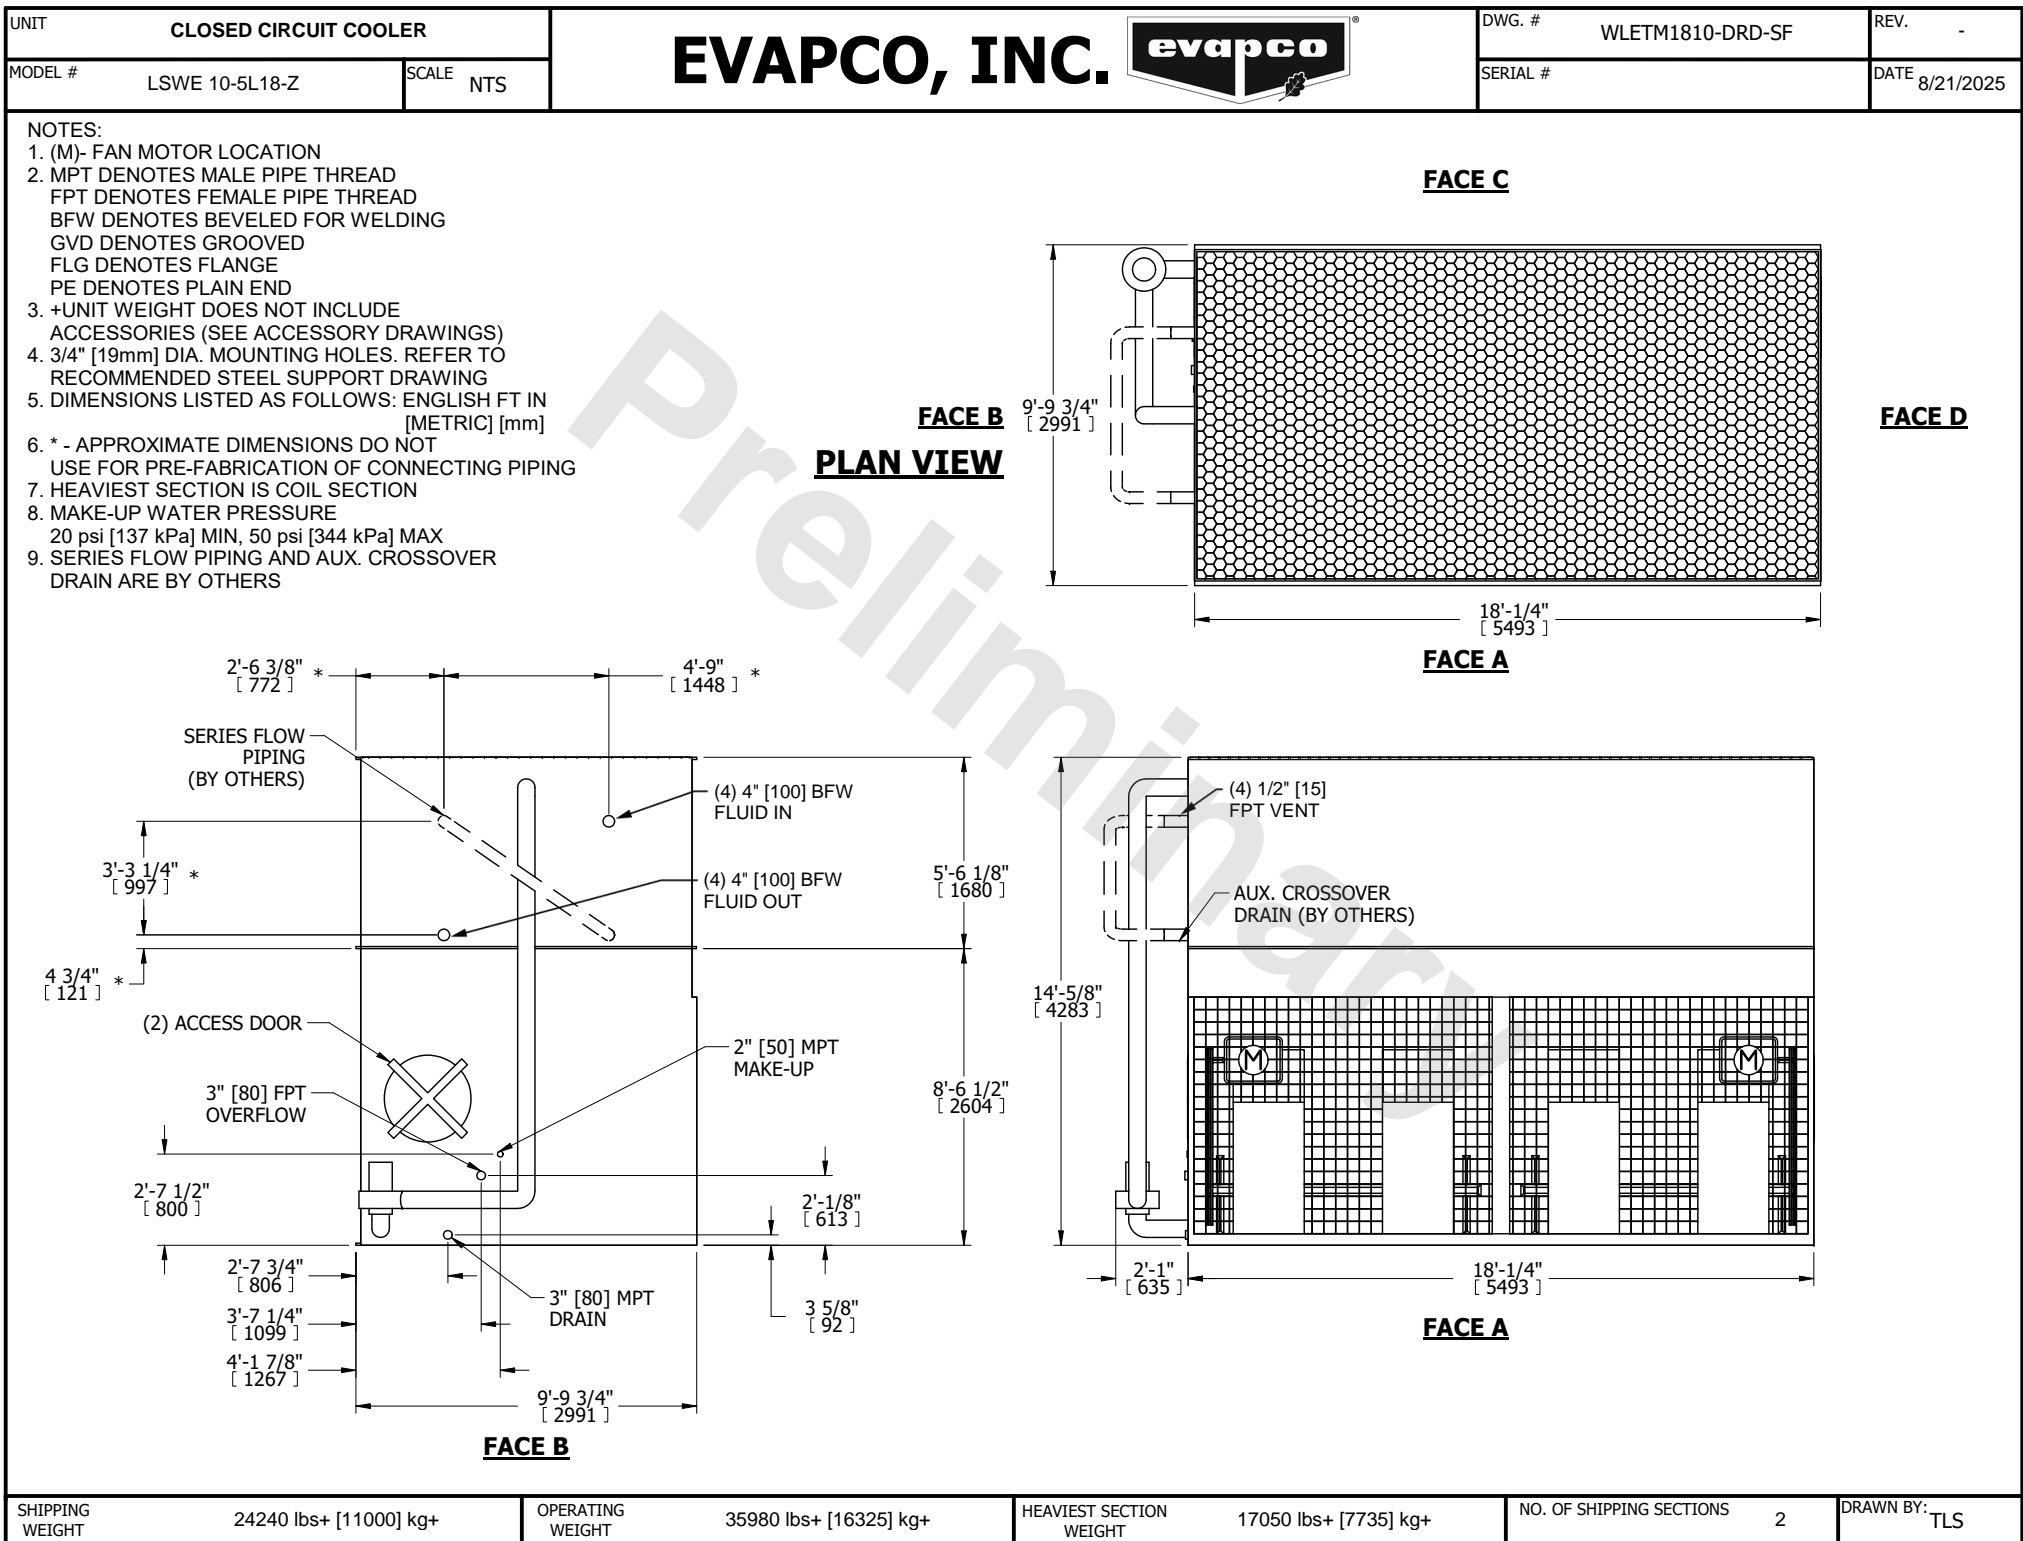 UNIT
CLOSED CIRCUIT COOLER
MODEL #
LSWE 10-5L18-Z
SCALE
NTS
EVAPCO, INC.
evapco
®
DWG. #
WLETM1810-DRD-SF
REV.
-
SERIAL #
DATE
8/21/2025
NOTES:
1. (M)- FAN MOTOR LOCATION
2. MPT DENOTES MALE PIPE THREAD
FPT DENOTES FEMALE PIPE THREAD
BFW DENOTES BEVELED FOR WELDING
GVD DENOTES GROOVED
FLG DENOTES FLANGE
PE DENOTES PLAIN END
3. +UNIT WEIGHT DOES NOT INCLUDE
ACCESSORIES (SEE ACCESSORY DRAWINGS)
4. 3/4" [19mm] DIA. MOUNTING HOLES. REFER TO
RECOMMENDED STEEL SUPPORT DRAWING
5. DIMENSIONS LISTED AS FOLLOWS: ENGLISH FT IN
[METRIC] [mm]
6. * - APPROXIMATE DIMENSIONS DO NOT
USE FOR PRE-FABRICATION OF CONNECTING PIPING
7. HEAVIEST SECTION IS COIL SECTION
8. MAKE-UP WATER PRESSURE
20 psi [137 kPa] MIN, 50 psi [344 kPa] MAX
9. SERIES FLOW PIPING AND AUX. CROSSOVER
DRAIN ARE BY OTHERS
Preliminary
FACE C
FACE B
PLAN VIEW
9'-9 3/4"
[ 2991 ]
FACE D
18'-1/4"
[ 5493 ]
FACE A
2'-6 3/8"
[ 772 ] *
4'-9"
[ 1448 ] *
SERIES FLOW
PIPING
(BY OTHERS)
(4) 4" [100] BFW
FLUID IN
3'-3 1/4"
[ 997 ] *
(4) 4" [100] BFW
FLUID OUT
5'-6 1/8"
[ 1680 ]
4 3/4"
[ 121 ] *
(2) ACCESS DOOR
2" [50] MPT
MAKE-UP
3" [80] FPT
OVERFLOW
8'-6 1/2"
[ 2604 ]
2'-7 1/2"
[ 800 ]
2'-1/8"
[ 613 ]
2'-7 3/4"
[ 806 ]
3" [80] MPT
DRAIN
3 5/8"
[ 92 ]
3'-7 1/4"
[ 1099 ]
4'-1 7/8"
[ 1267 ]
9'-9 3/4"
[ 2991 ]
FACE B
(4) 1/2" [15]
FPT VENT
AUX. CROSSOVER
DRAIN (BY OTHERS)
14'-5/8"
[ 4283 ]
M
M
2'-1"
[ 635 ]
18'-1/4"
[ 5493 ]
FACE A
SHIPPING
WEIGHT
24240 lbs+ [11000] kg+
OPERATING
WEIGHT
35980 lbs+ [16325] kg+
HEAVIEST SECTION
WEIGHT
17050 lbs+ [7735] kg+
NO. OF SHIPPING SECTIONS
2
DRAWN BY:
TLS